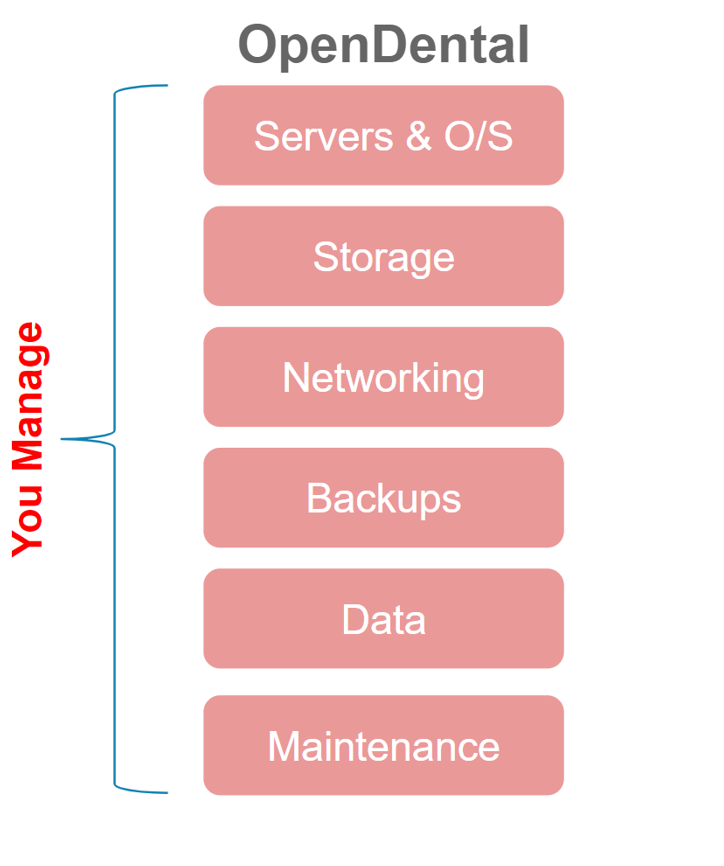 OpenDental
You Manage
Servers & O/S
Storage
Networking
Backups
Data
Maintenance